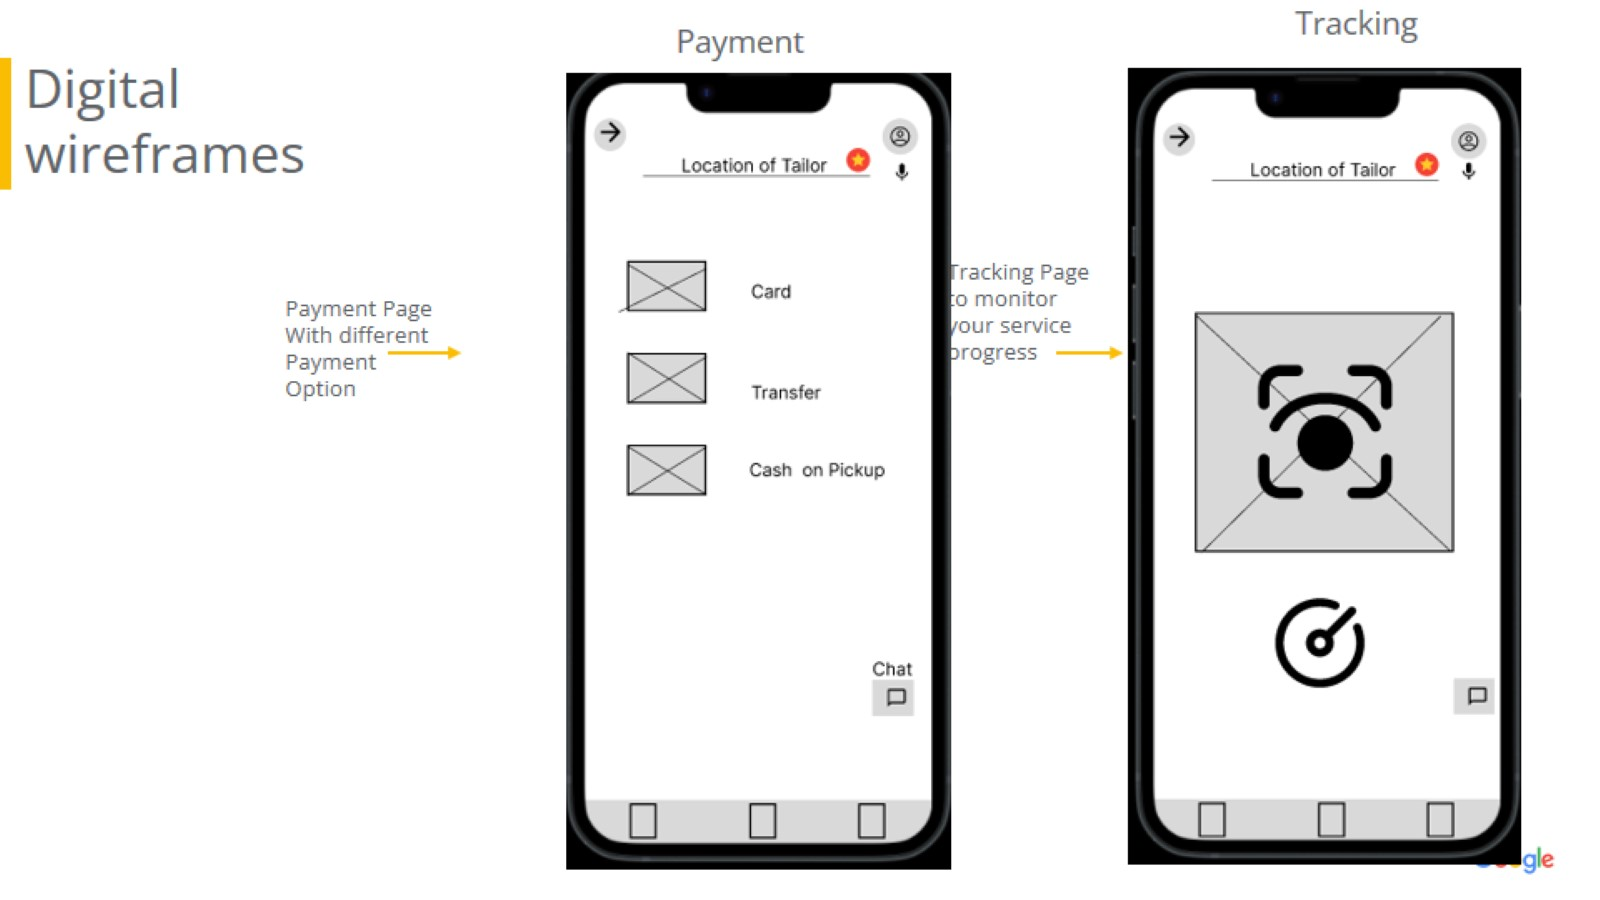 Digital
wireframes
Payment
Tracking
Location of Tailor
Card
Transfer
Cash on Pickup
Chat
Payment Page
With different
Payment
Option
Tracking Page
to monitor
your service
progress
Location of Tailor